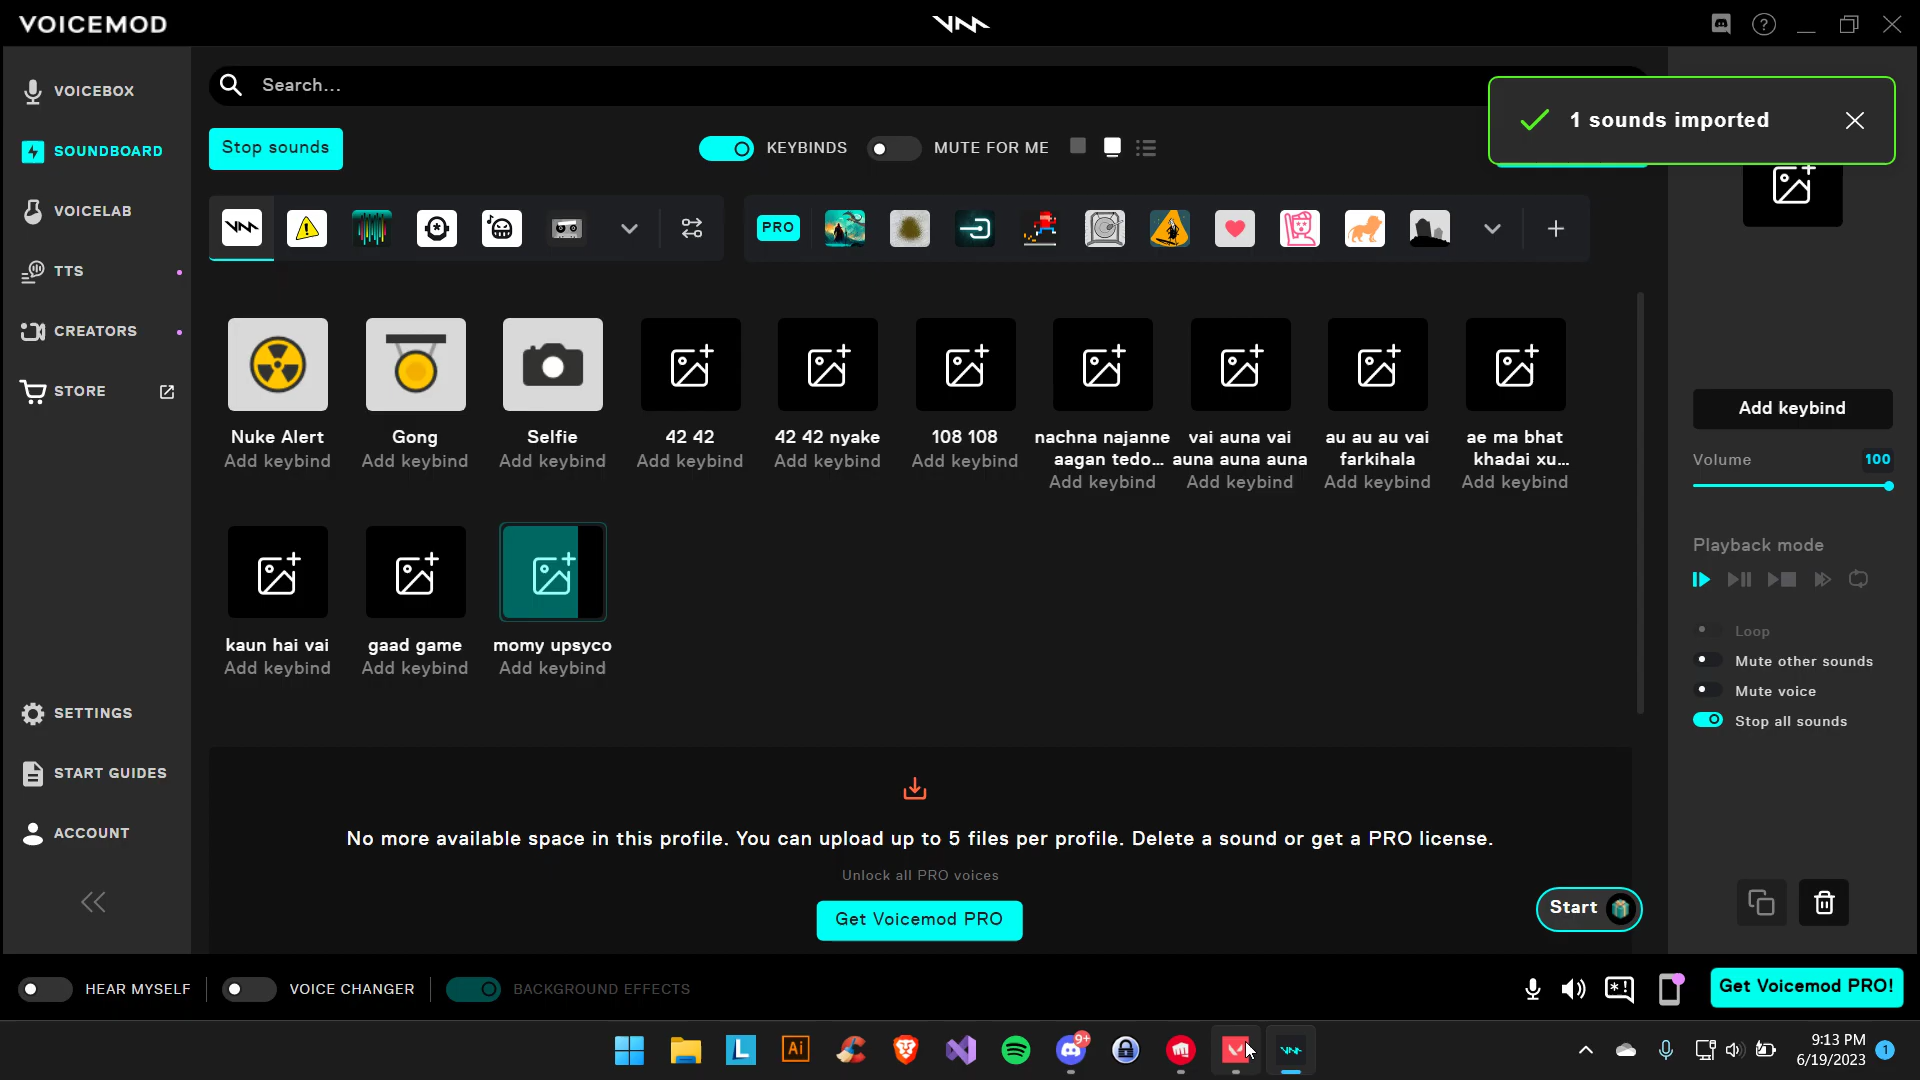 VOICEMOD
VOICEBOX
SOUNDBOARD
VOICELAB
TTS
CREATORS
STORE
SETTINGS
START GUIDES
ACCOUNT
Search...
1 sounds imported
Stop sounds
KEYBINDS
MUTE FOR ME
PRO
Nuke Alert
Add keybind
Gong
Add keybind
Selfie
Add keybind
42 42
Add keybind
42 42 nyake
Add keybind
108 108
Add keybind
nachna najanne
aagan tedo...
Add keybind
vai auna vai
auna auna auna
Add keybind
au au au vai
farkihala
Add keybind
ae ma bhat
khadai xu...
Add keybind
kaun hai vai
Add keybind
gaad game
Add keybind
momy upsyco
Add keybind
No more available space in this profile. You can upload up to 5 files per profile. Delete a sound or get a PRO license.
Unlock all PRO voices
Get Voicemod PRO
Start
Add keybind
Volume 100
Playback mode
Loop
Mute other sounds
Mute voice
Stop all sounds
HEAR MYSELF
VOICE CHANGER
BACKGROUND EFFECTS
Get Voicemod PRO!
L
Ai
9+
9:13 PM
6/19/2023
1